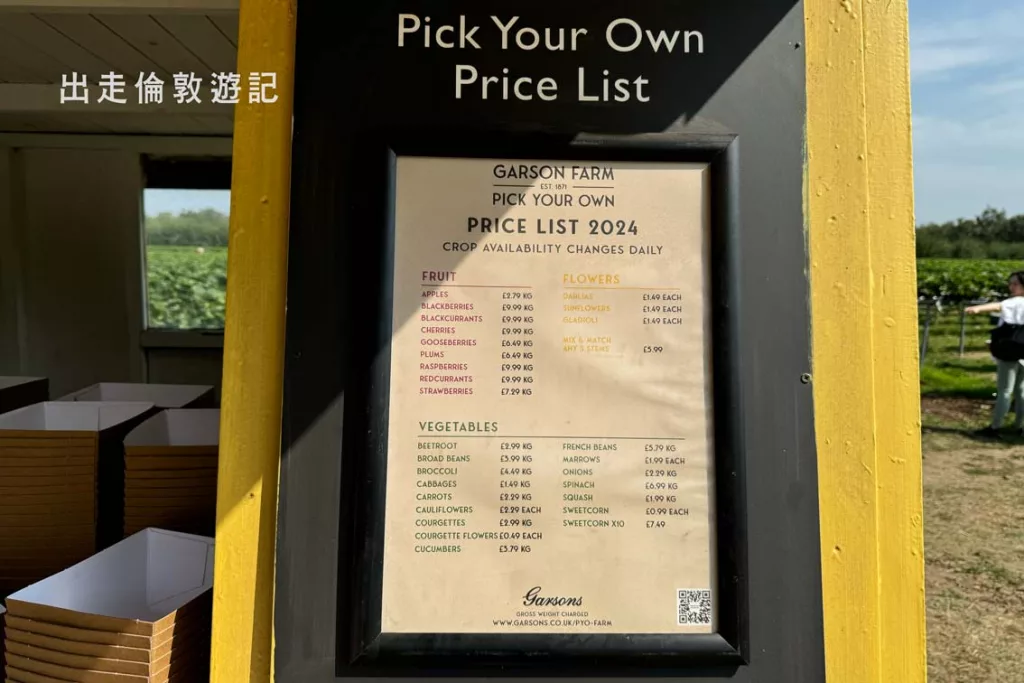 Pick Your Own
Price List
出走倫敦遊記
GARSON FARM
EST. 1871
PICK YOUR OWN
PRICE LIST 2024
CROP AVAILABILITY CHANGES DAILY
FRUIT
APPLES £2.79 KG
BLACKBERRIES £9.99 KG
BLACKCURRANTS £9.99 KG
CHERRIES £9.99 KG
GOOSEBERRIES £6.49 KG
PLUMS £6.49 KG
RASPBERRIES £9.99 KG
REDCURRANTS £9.99 KG
STRAWBERRIES £7.29 KG
FLOWERS
DAHLIAS £1.49 EACH
SUNFLOWERS £1.49 EACH
GLADIOLI £1.49 EACH
MIX & MATCH
ANY 5 STEMS £5.99
VEGETABLES
BEETROOT £2.99 KG
BROAD BEANS £5.99 KG
BROCCOLI £4.49 KG
CABBAGES £1.49 KG
CARROTS £2.29 KG
CAULIFLOWERS £2.29 EACH
COURGETTES £2.99 KG
COURGETTE FLOWERS £0.49 EACH
CUCUMBERS £3.79 KG
FRENCH BEANS £5.79 KG
MARROWS £1.99 EACH
ONIONS £2.29 KG
SPINACH £6.99 KG
SQUASH £1.99 KG
SWEETCORN £0.99 EACH
SWEETCORN X10 £7.49
Garsons
GROSS WEIGHT CHARGED
WWW.GARSONS.CO.UK/PYO-FARM